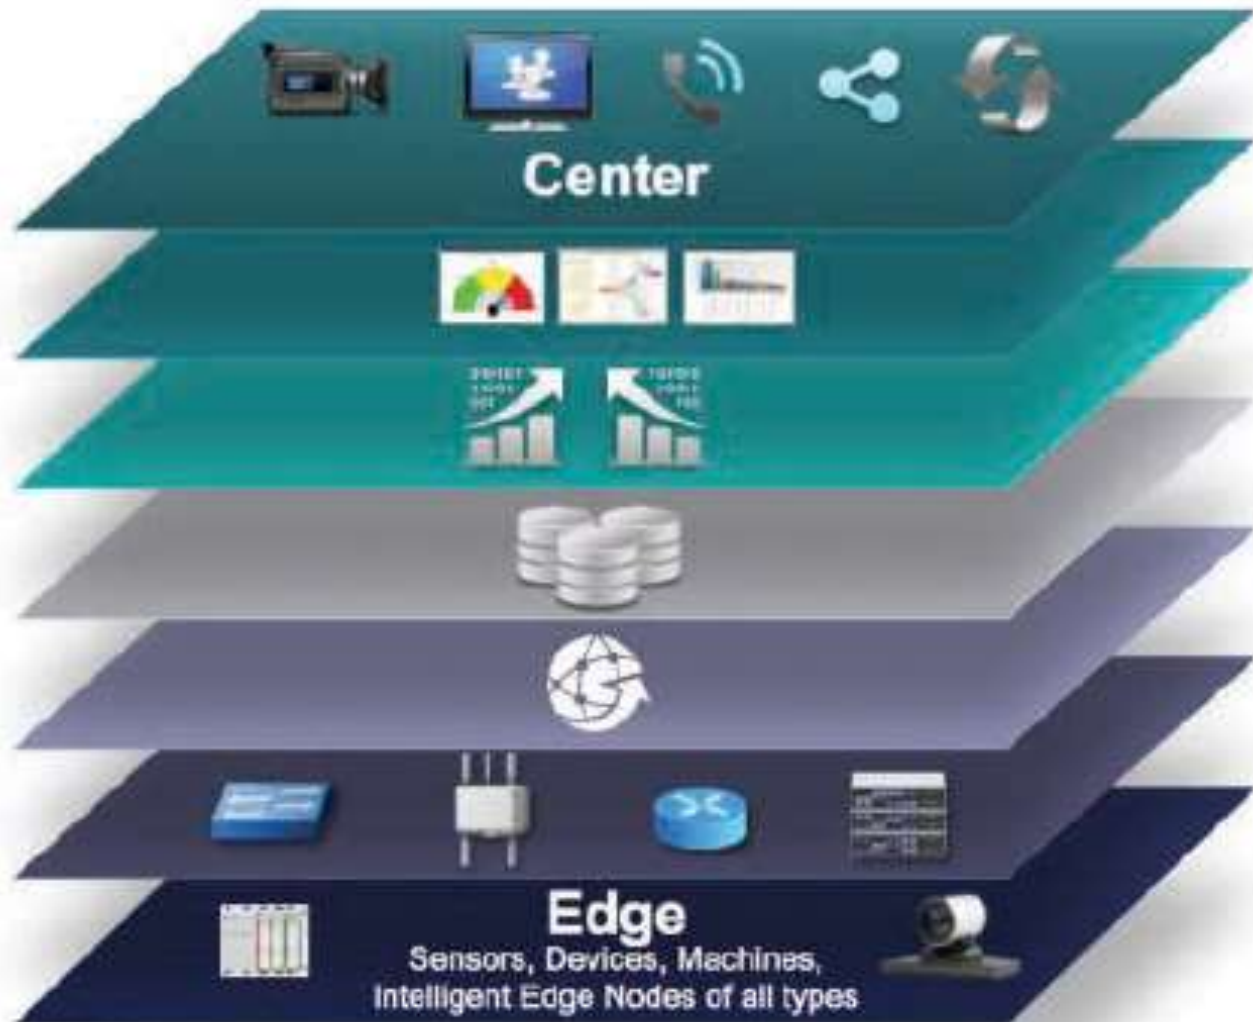 Center
Edge
Sensors, Devices, Machines,
Intelligent Edge Nodes of all types